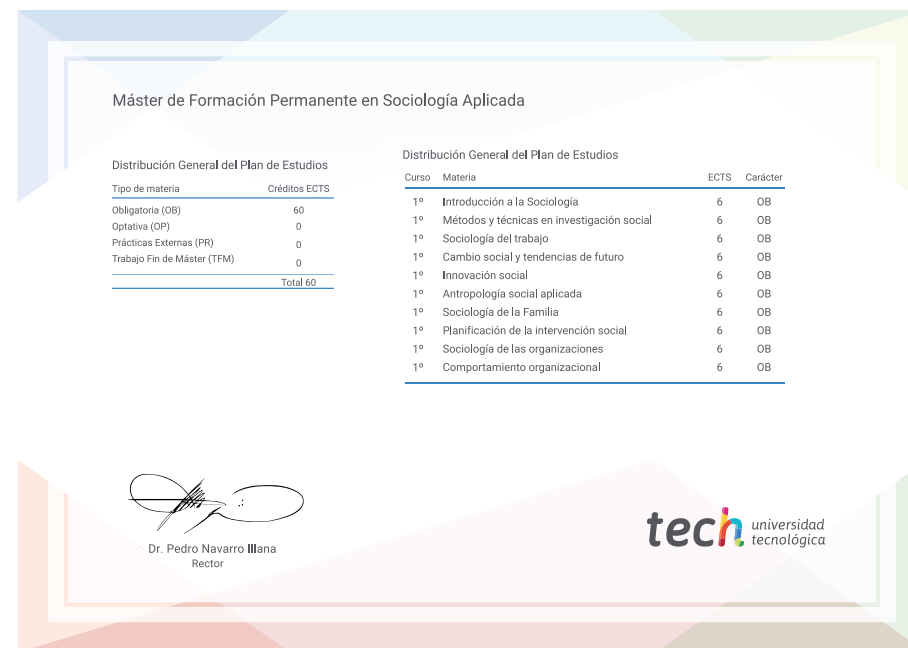 Máster de Formación Permanente en Sociología Aplicada
Distribución General del Plan de Estudios
Tipo de materia Créditos ECTS
Obligatoria (OB) 60
Optativa (OP) 0
Prácticas Externas (PR) 0
Trabajo Fin de Máster (TFM) 0
Total 60
Distribución General del Plan de Estudios
Curso Materia ECTS Carácter
1º Introducción a la Sociología 6 OB
1º Métodos y técnicas en investigación social 6 OB
1º Sociología del trabajo 6 OB
1º Cambio social y tendencias de futuro 6 OB
1º Innovación social 6 OB
1º Antropología social aplicada 6 OB
1º Sociología de la Familia 6 OB
1º Planificación de la intervención social 6 OB
1º Sociología de las organizaciones 6 OB
1º Comportamiento organizacional 6 OB
Dr. Pedro Navarro Illana
Rector
tech universidad
tecnológica